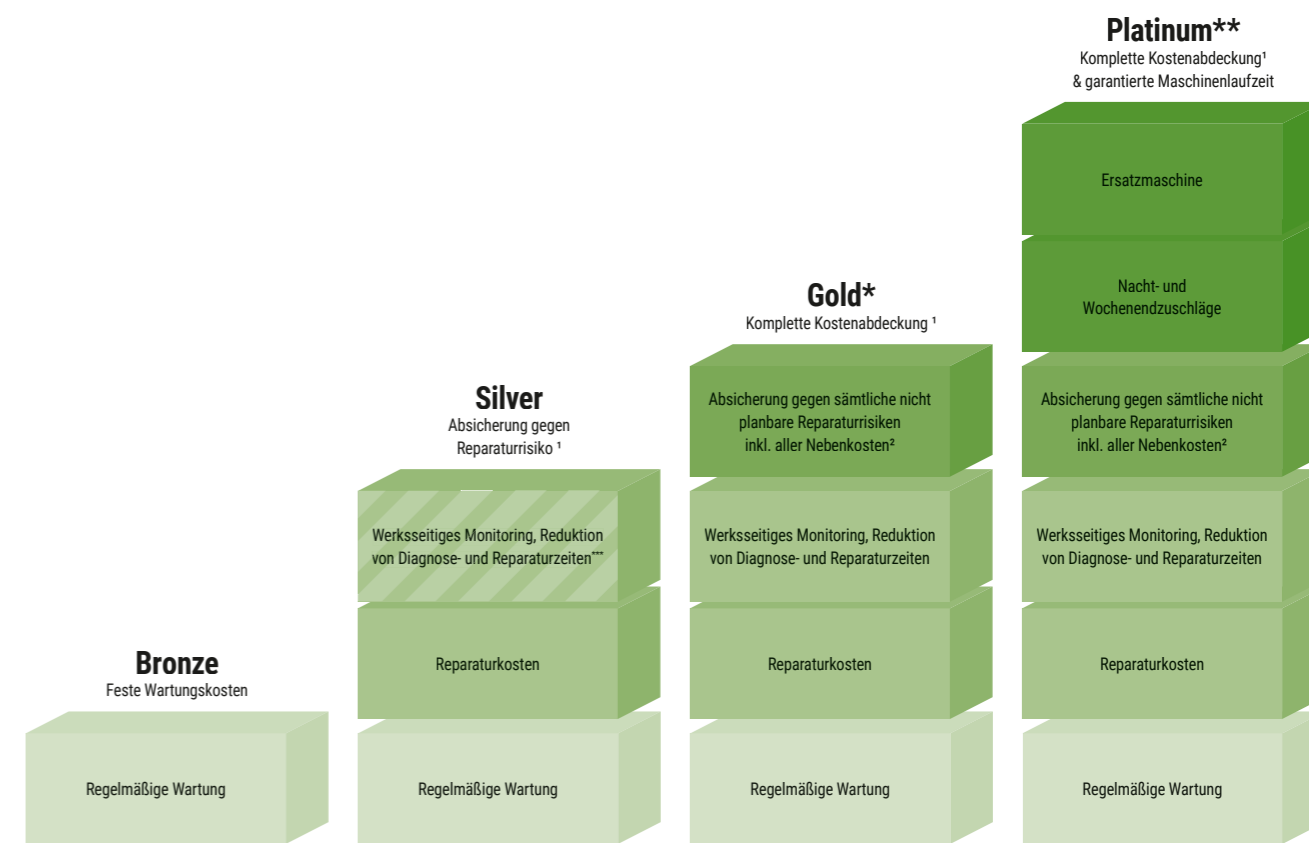 Bronze
Feste Wartungskosten
Regelmäßige Wartung
Silver
Absicherung gegen
Reparaturrisiko ¹
Werksseitiges Monitoring, Reduktion
von Diagnose- und Reparaturzeiten***
Reparaturkosten
Regelmäßige Wartung
Gold*
Komplette Kostenabdeckung ¹
Absicherung gegen sämtliche nicht
planbare Reparaturrisiken
inkl. aller Nebenkosten²
Werksseitiges Monitoring, Reduktion
von Diagnose- und Reparaturzeiten
Reparaturkosten
Regelmäßige Wartung
Platinum**
Komplette Kostenabdeckung¹
& garantierte Maschinenlaufzeit
Ersatzmaschine
Nacht- und
Wochenendzuschläge
Absicherung gegen sämtliche nicht
planbare Reparaturrisiken
inkl. aller Nebenkosten²
Werksseitiges Monitoring, Reduktion
von Diagnose- und Reparaturzeiten
Reparaturkosten
Regelmäßige Wartung